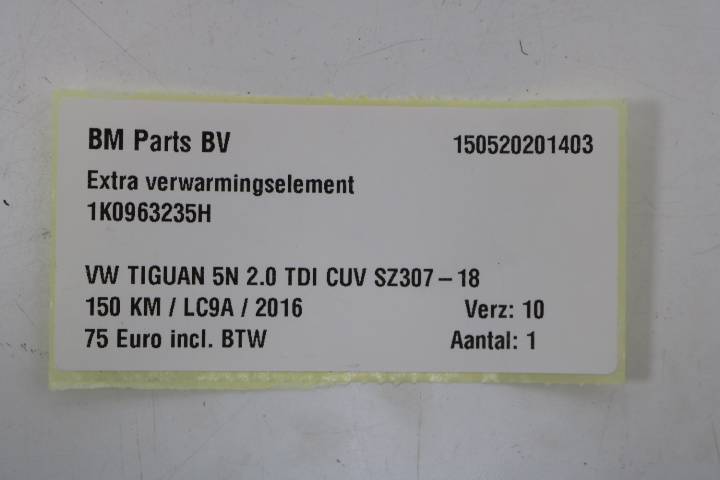 BM Parts BV 150520201403
Extra verwarmingselement
1K0963235H
VW TIGUAN 5N 2.0 TDI CUV SZ307-18
150 KM / LC9A / 2016 Verz: 10
75 Euro incl. BTW Aantal: 1